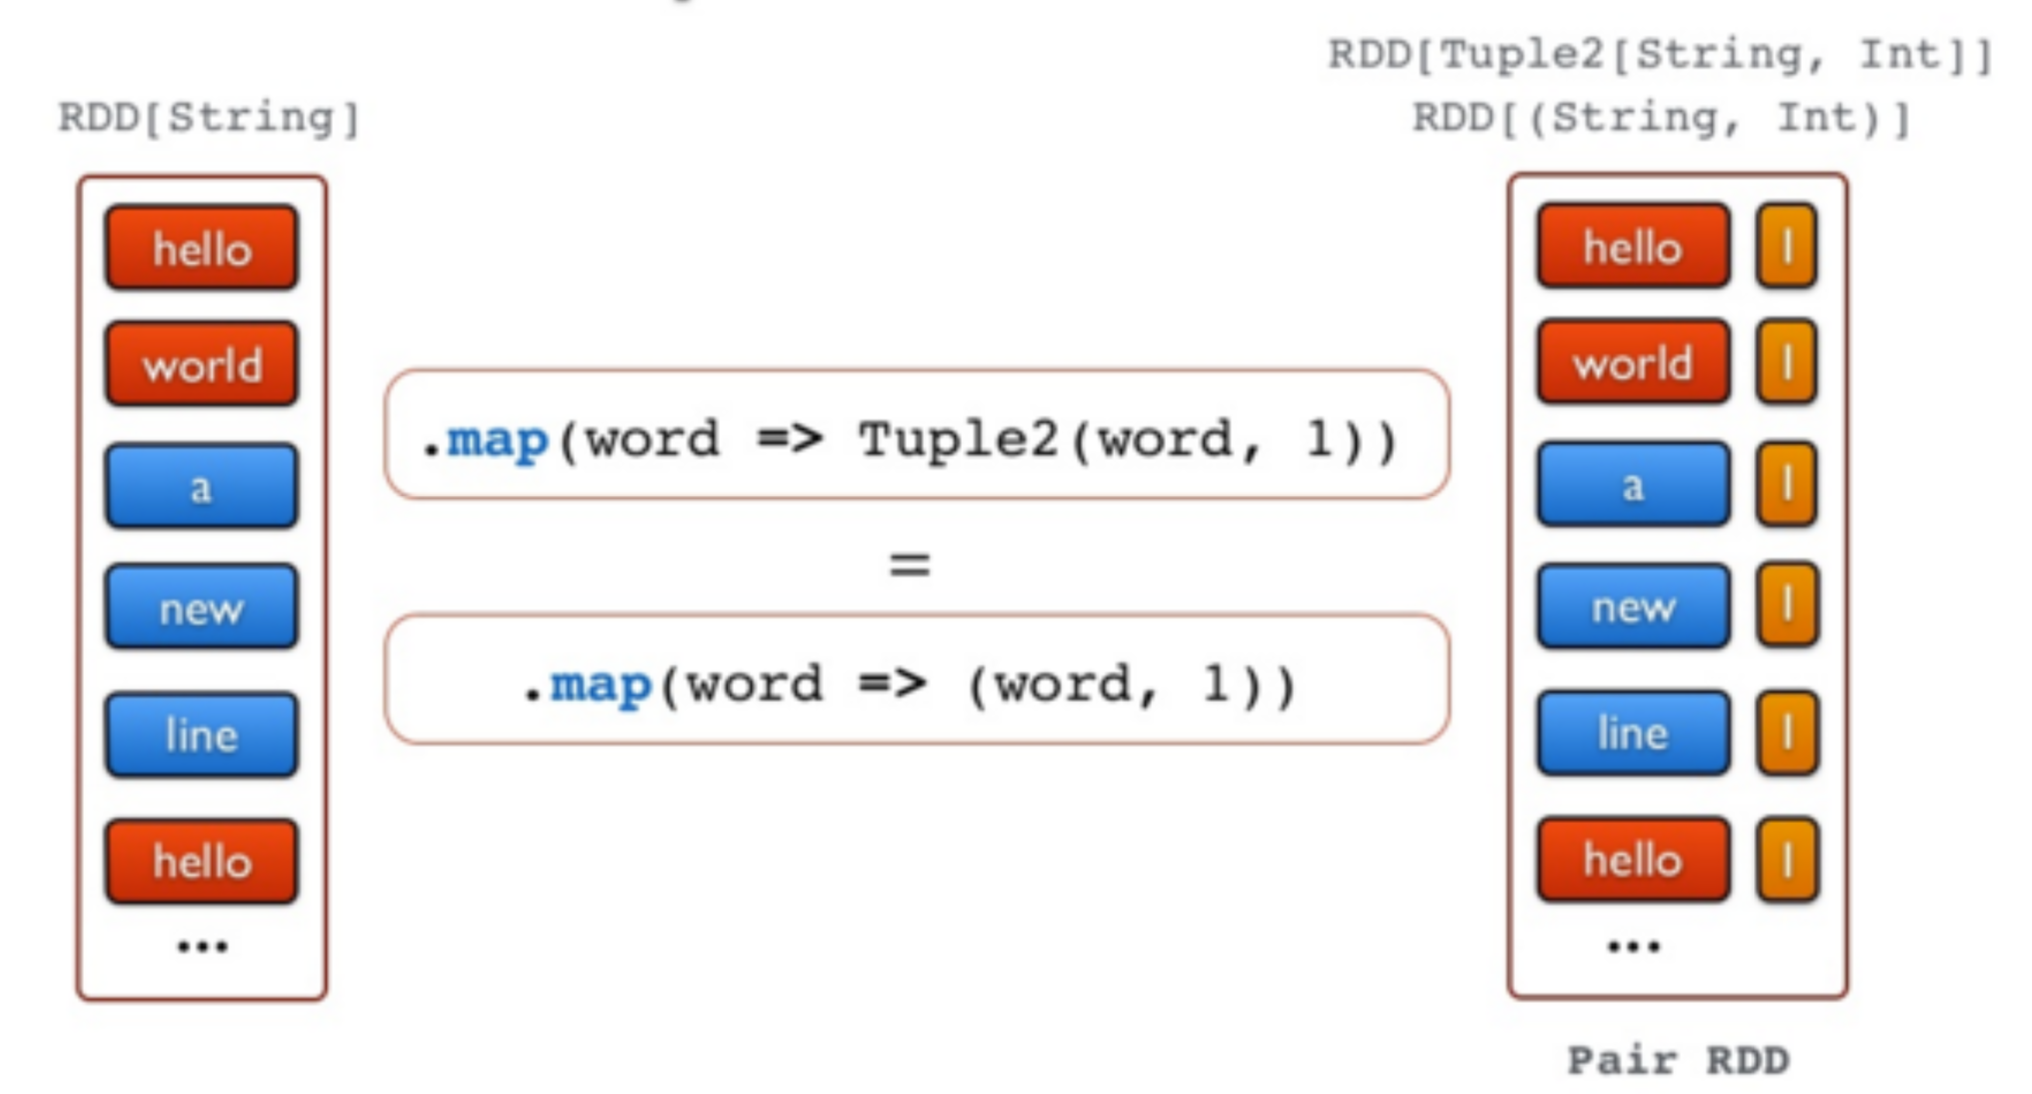 RDD[String]
hello
world
a
new
line
hello
...
.map(word => Tuple2(word, 1))
=
.map(word => (word, 1))
RDD[Tuple2[String, Int]]
RDD[(String, Int)]
hello 1
world 1
a 1
new 1
line 1
hello 1
...
Pair RDD